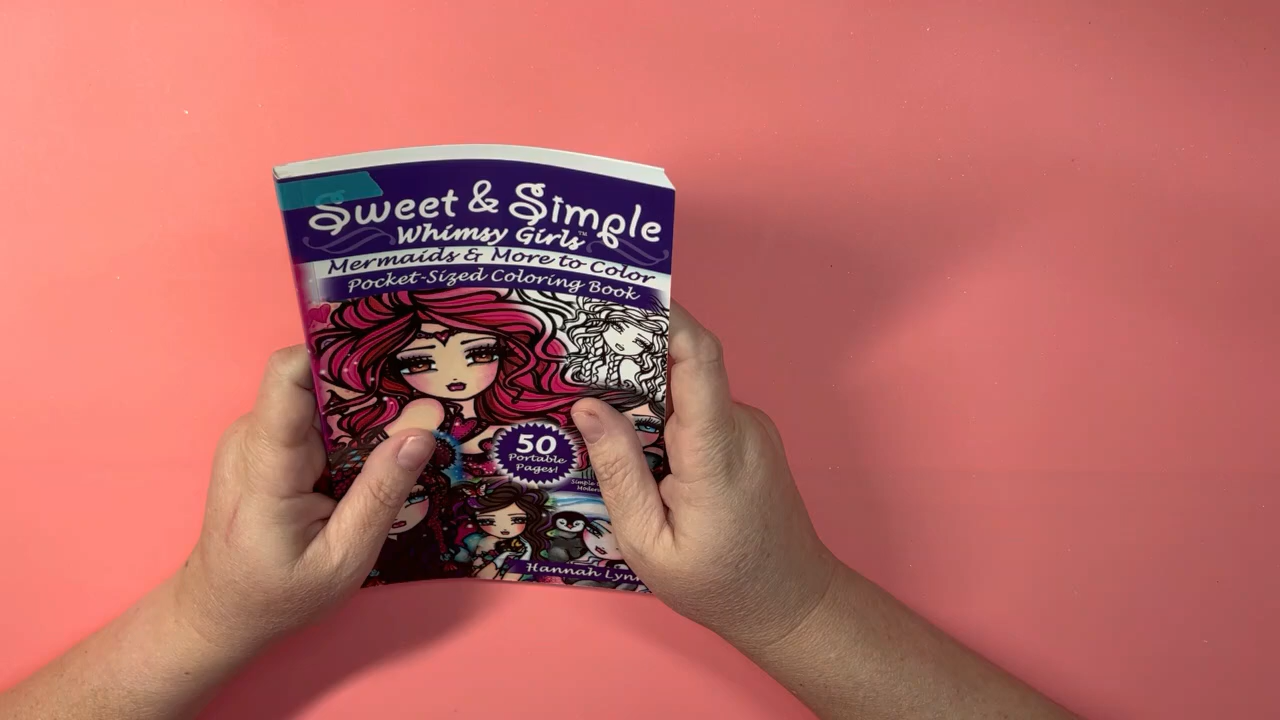 Sweet & Simple
Whimsy Girls™
Mermaids & More to Color
Pocket-Sized Coloring Book
50
Portable
Pages!
Simple
Hannah Lynn